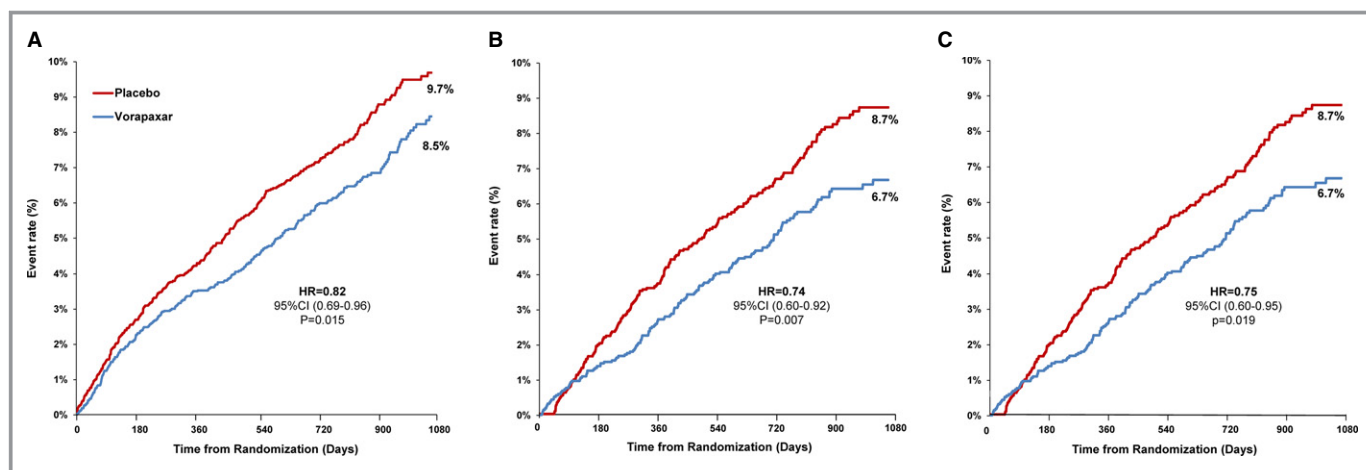 A
10%
9%
8%
7%
6%
5%
4%
3%
2%
1%
0%
Event rate (%)
Placebo
Vorapaxar
9.7%
8.5%
HR=0.82
95%CI (0.69-0.96)
P=0.015
0 180 360 540 720 900 1080
Time from Randomization (Days)
B
10%
9%
8%
7%
6%
5%
4%
3%
2%
1%
0%
Event rate (%)
8.7%
6.7%
HR=0.74
95%CI (0.60-0.92)
P=0.007
0 180 360 540 720 900 1080
Time from Randomization (Days)
C
10%
9%
8%
7%
6%
5%
4%
3%
2%
1%
0%
Event rate (%)
8.7%
6.7%
HR=0.75
95%CI (0.60-0.95)
p=0.019
0 180 360 540 720 900 1080
Time from Randomization (Days)